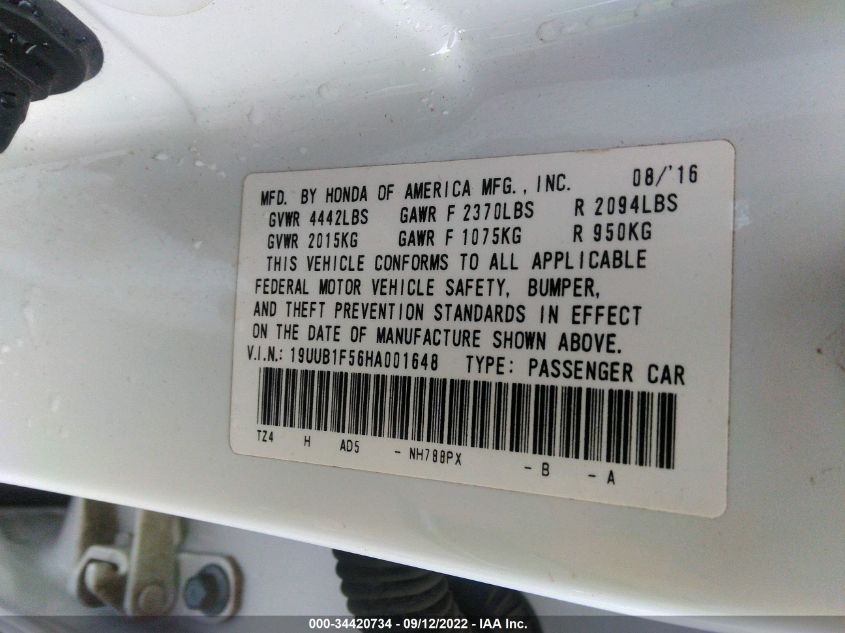 MFD. BY HONDA OF AMERICA MFG., INC. 08/'16
GVWR 4442LBS GAWR F 2370LBS R 2094LBS
GVWR 2015KG GAWR F 1075KG R 950KG
THIS VEHICLE CONFORMS TO ALL APPLICABLE
FEDERAL MOTOR VEHICLE SAFETY, BUMPER,
AND THEFT PREVENTION STANDARDS IN EFFECT
ON THE DATE OF MANUFACTURE SHOWN ABOVE.
V.I.N.: 19UUB1F56HA001648 TYPE: PASSENGER CAR
TZ4 H AD5 - NH788PX - B - A
000-34420734 - 09/12/2022 - IAA Inc.